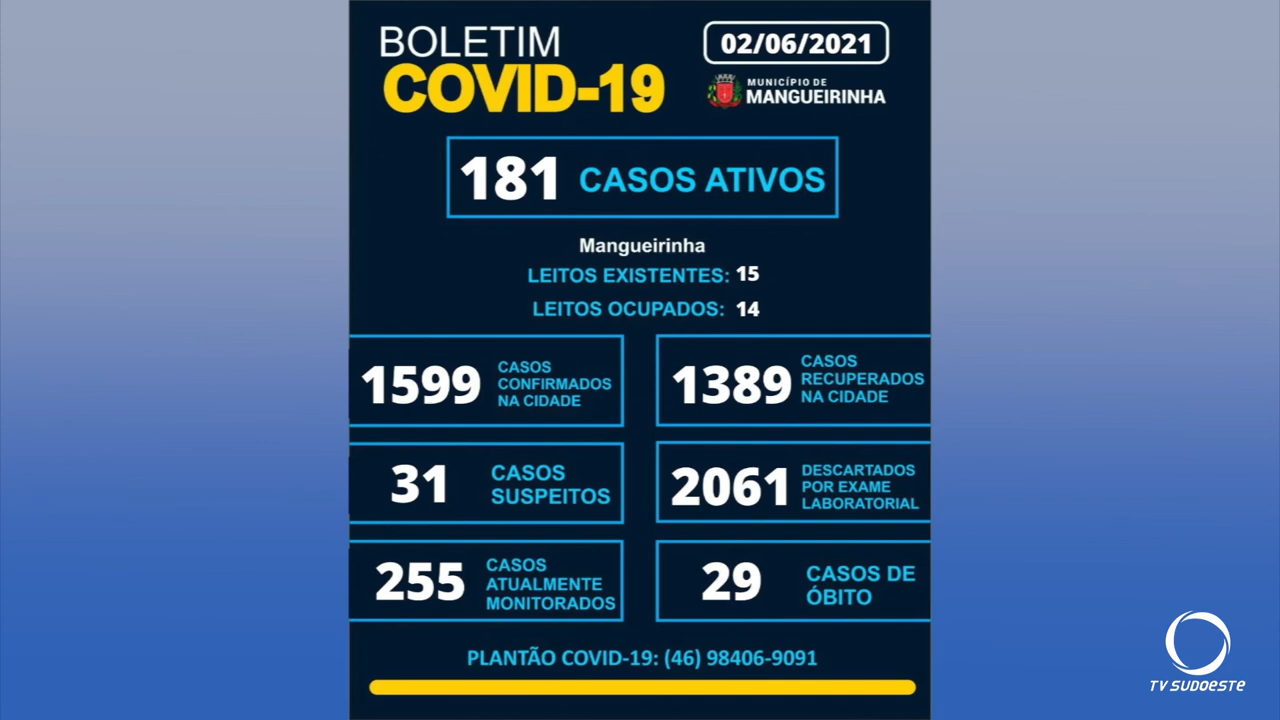 BOLETIM
COVID-19
02/06/2021
MUNICÍPIO DE
MANGUEIRINHA
181 CASOS ATIVOS
Mangueirinha
LEITOS EXISTENTES: 15
LEITOS OCUPADOS: 14
1599 CASOS
CONFIRMADOS
NA CIDADE
1389 CASOS
RECUPERADOS
NA CIDADE
31 CASOS
SUSPEITOS
2061 DESCARTADOS
POR EXAME
LABORATORIAL
255 CASOS
ATUALMENTE
MONITORADOS
29 CASOS DE
ÓBITO
PLANTÃO COVID-19: (46) 98406-9091
TV SUDOESTE